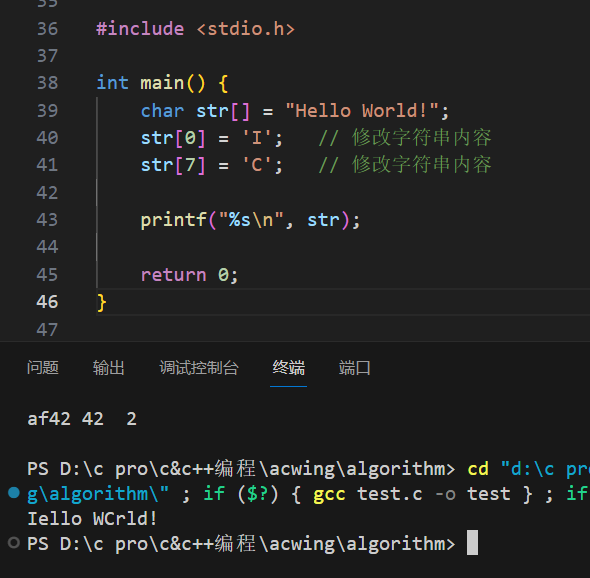 35
36 #include <stdio.h>
37
38 int main() {
39 char str[] = "Hello World!";
40 str[0] = 'I'; // 修改字符串内容
41 str[7] = 'C'; // 修改字符串内容
42
43 printf("%s\n", str);
44
45 return 0;
46 }
47
问题 输出 调试控制台 终端 端口
af42 42 2
PS D:\c pro\c&c++编程\acwing\algorithm> cd "d:\c pr
g\algorithm\" ; if ($?) { gcc test.c -o test } ; if
Iello WCrld!
PS D:\c pro\c&c++编程\acwing\algorithm>